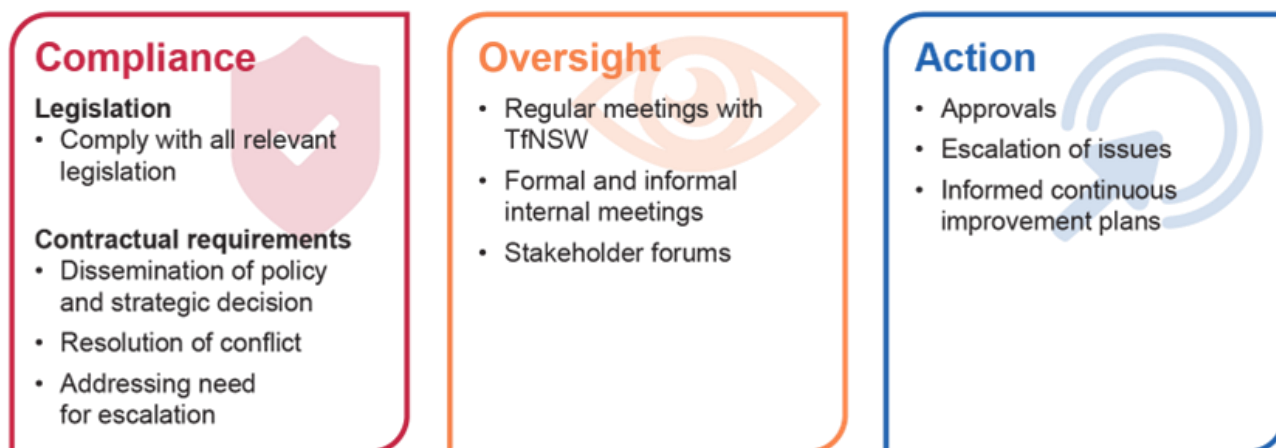 Compliance
Legislation
• Comply with all relevant
legislation
Contractual requirements
• Dissemination of policy
and strategic decision
• Resolution of conflict
• Addressing need
for escalation
Oversight
• Regular meetings with
TfNSW
• Formal and informal
internal meetings
• Stakeholder forums
Action
• Approvals
• Escalation of issues
• Informed continuous
improvement plans